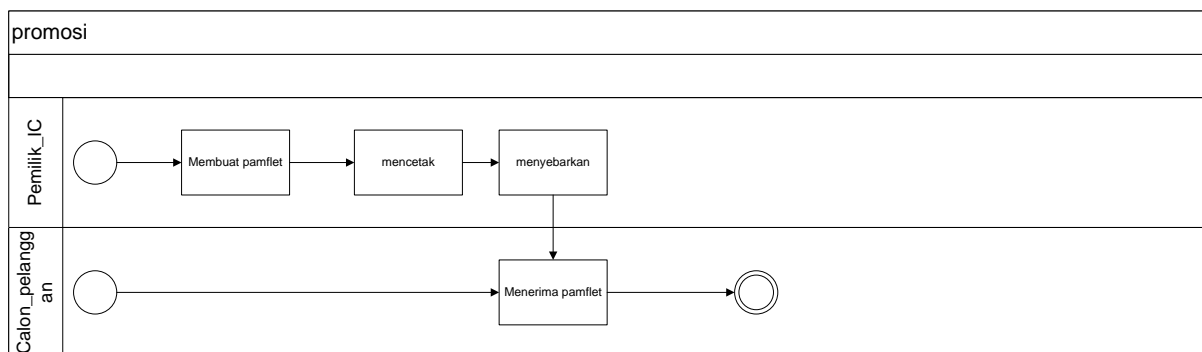 promosi
Pemilik_IC
Membuat pamflet
mencetak
menyebarkan
Calon_pelangg
an
Menerima pamflet